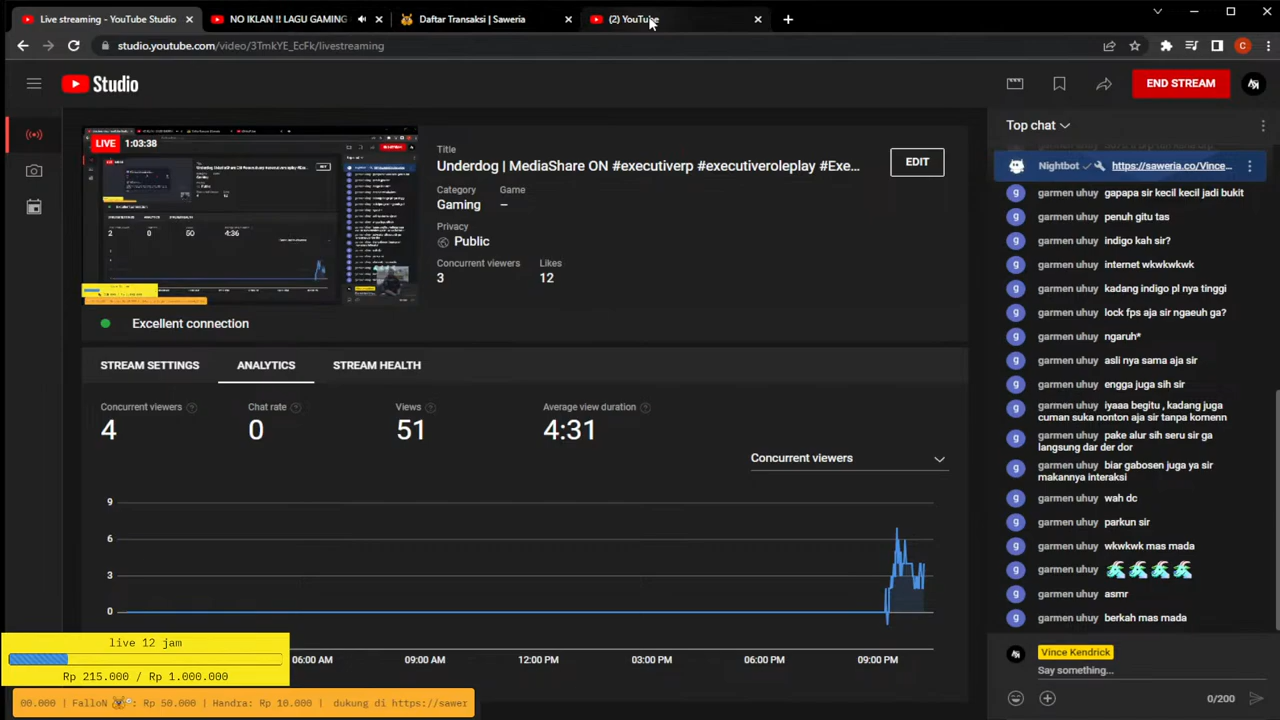 Live streaming - YouTube Studio
NO IKLAN !! LAGU GAMING
Daftar Transaksi | Saweria
(2) YouTube
studio.youtube.com/video/3TmkYE_EcFk/livestreaming
C
Studio
END STREAM
LIVE 1:03:38
Title
Underdog | MediaShare ON #executiverp #executiveroleplay #Exe...
EDIT
Category
Game
Gaming
–
Privacy
Public
Concurrent viewers
Likes
3
12
Excellent connection
STREAM SETTINGS
ANALYTICS
STREAM HEALTH
Concurrent viewers
Chat rate
Views
Average view duration
4
0
51
4:31
Concurrent viewers
9
6
3
0
06:00 AM
09:00 AM
12:00 PM
03:00 PM
06:00 PM
09:00 PM
live 12 jam
Rp 215.000 / Rp 1.000.000
00.000 | FalloN : Rp 50.000 | Handra: Rp 10.000 | dukung di https://sawer
Top chat
Nightbot https://saweria.co/Vince...
garmen uhuy gapapa sir kecil kecil jadi bukit
garmen uhuy penuh gitu tas
garmen uhuy indigo kah sir?
garmen uhuy internet wkwkwkwk
garmen uhuy kadang indigo pl nya tinggi
garmen uhuy lock fps aja sir ngaeuh ga?
garmen uhuy ngaruh*
garmen uhuy asli nya sama aja sir
garmen uhuy engga juga sih sir
garmen uhuy iyaaa begitu , kadang juga
cuman suka nonton aja sir tanpa komenn
garmen uhuy pake alur sih seru sir ga
langsung dar der dor
garmen uhuy biar gabosen juga ya sir
makannya interaksi
garmen uhuy wah dc
garmen uhuy parkun sir
garmen uhuy wkwkwk mas mada
garmen uhuy
garmen uhuy asmr
garmen uhuy berkah mas mada
Vince Kendrick
Say something...
0/200